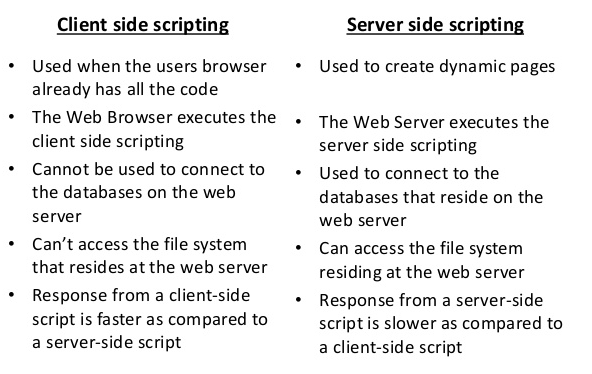 Client side scripting
• Used when the users browser
already has all the code
• The Web Browser executes the
client side scripting
• Cannot be used to connect to
the databases on the web
server
• Can’t access the file system
that resides at the web server
• Response from a client-side
script is faster as compared to
a server-side script
Server side scripting
• Used to create dynamic pages
• The Web Server executes the
server side scripting
• Used to connect to the
databases that reside on the
web server
• Can access the file system
residing at the web server
• Response from a server-side
script is slower as compared to
a client-side script